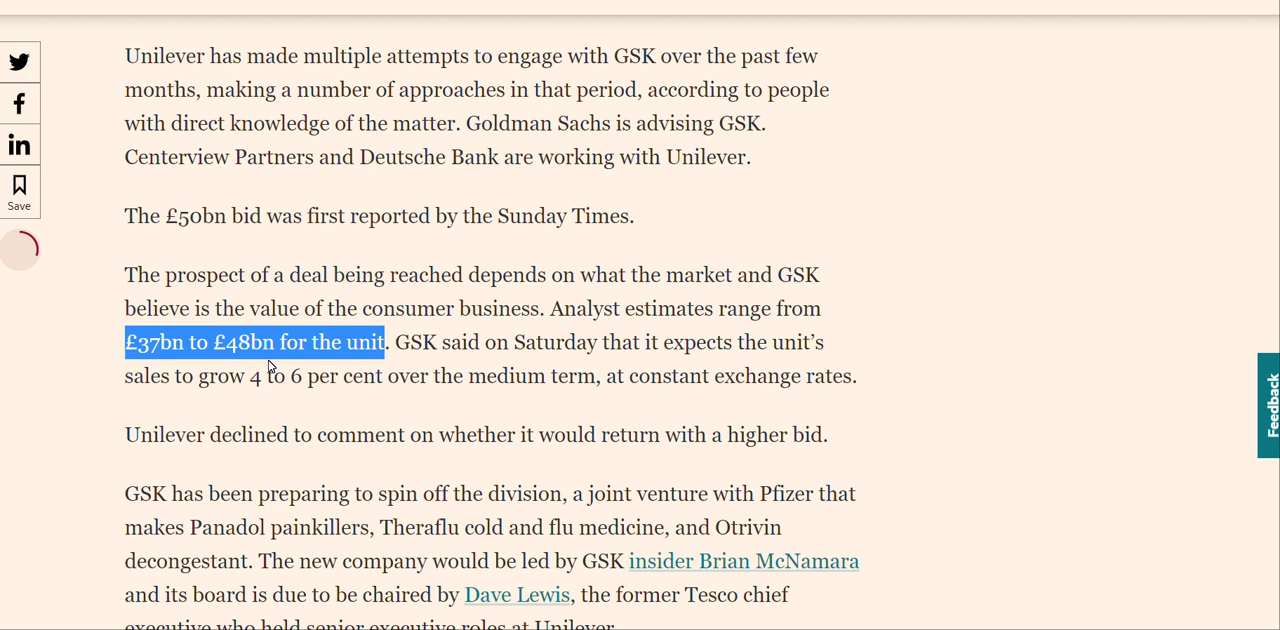 Unilever has made multiple attempts to engage with GSK over the past few
months, making a number of approaches in that period, according to people
with direct knowledge of the matter. Goldman Sachs is advising GSK.
Centerview Partners and Deutsche Bank are working with Unilever.
Save
The £50bn bid was first reported by the Sunday Times.
The prospect of a deal being reached depends on what the market and GSK
believe is the value of the consumer business. Analyst estimates range from
£37bn to £48bn for the unit. GSK said on Saturday that it expects the unit’s
sales to grow 4 to 6 per cent over the medium term, at constant exchange rates.
Feedback
Unilever declined to comment on whether it would return with a higher bid.
GSK has been preparing to spin off the division, a joint venture with Pfizer that
makes Panadol painkillers, Theraflu cold and flu medicine, and Otrivin
decongestant. The new company would be led by GSK insider Brian McNamara
and its board is due to be chaired by Dave Lewis, the former Tesco chief
executive who held senior executive roles at Unilever.